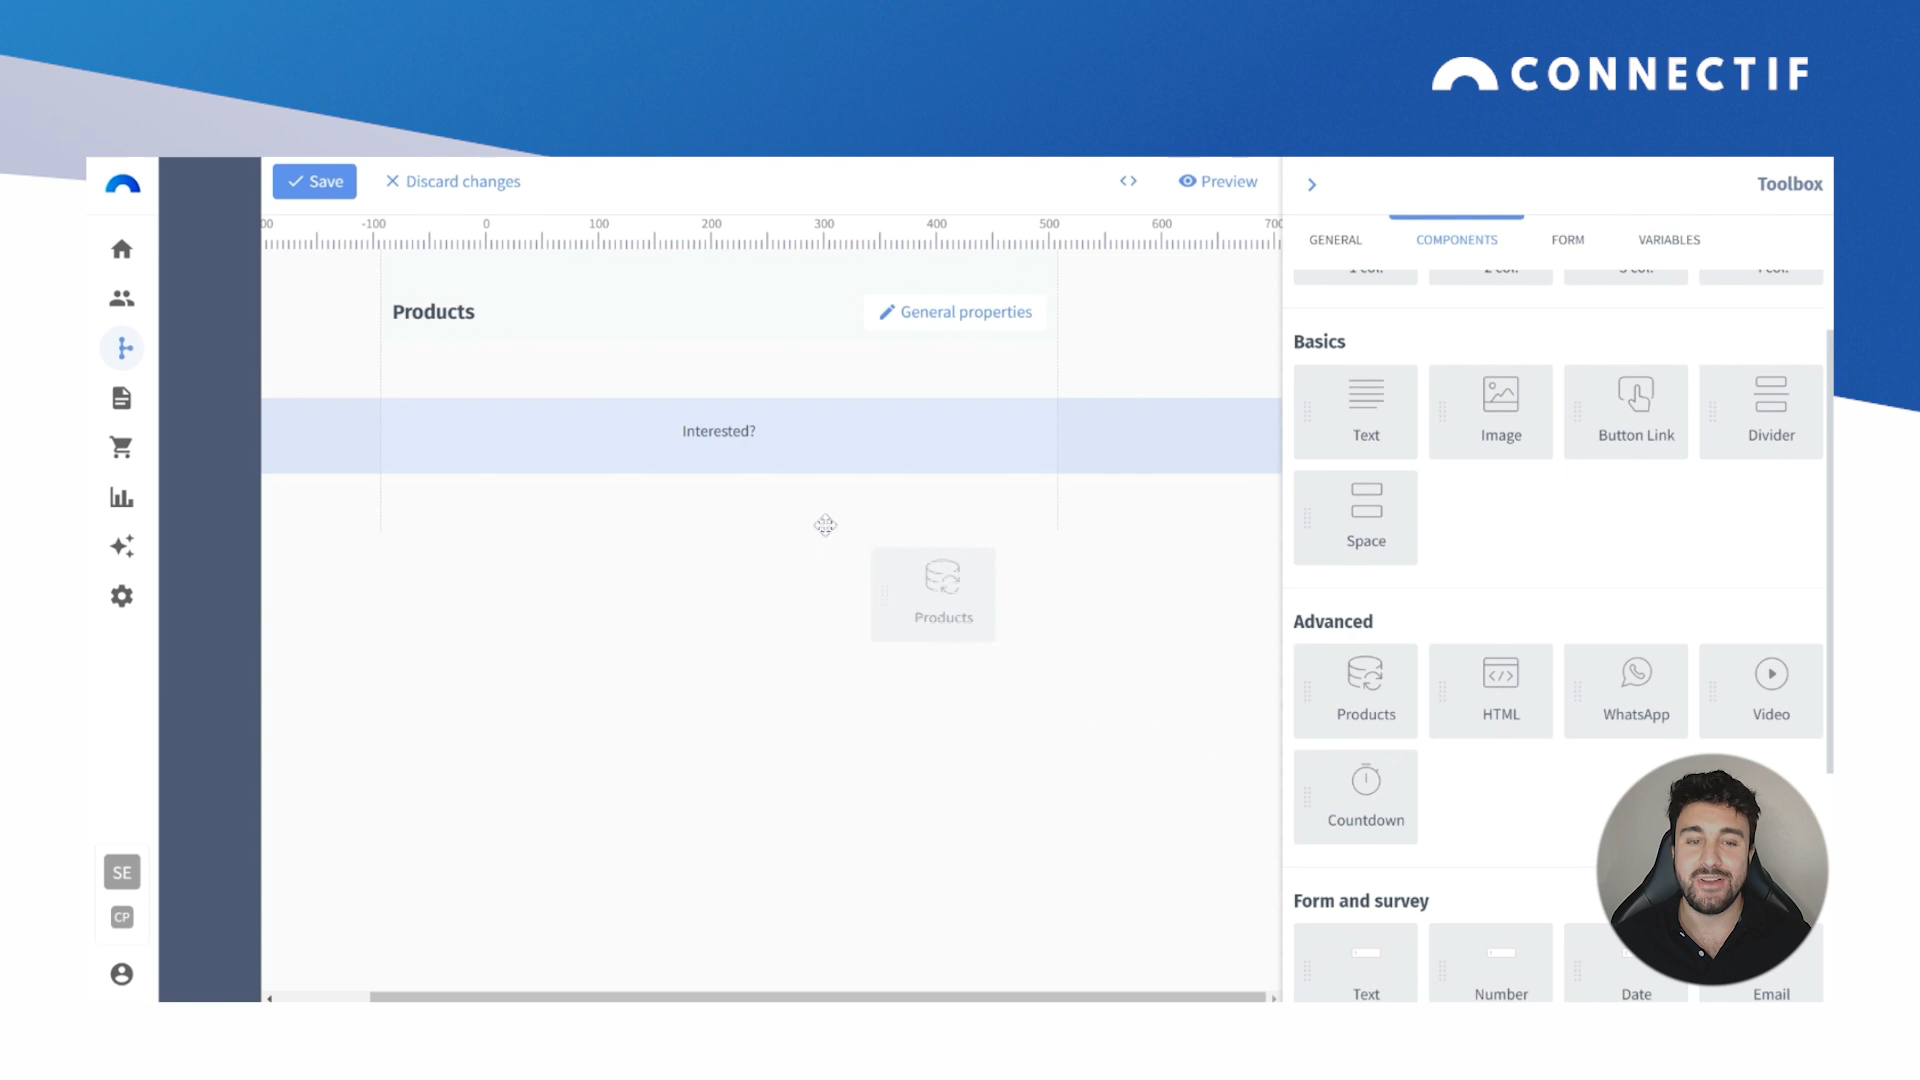 CONNECTIF
Save
Discard changes
Preview
Toolbox
-100 0 100 200 300 400 500 600
GENERAL COMPONENTS FORM VARIABLES
Products
General properties
Interested?
Products
Basics
Text
Image
Button Link
Divider
Space
Advanced
Products
HTML
WhatsApp
Video
Countdown
Form and survey
Text
Number
Date
Email
SE
CP